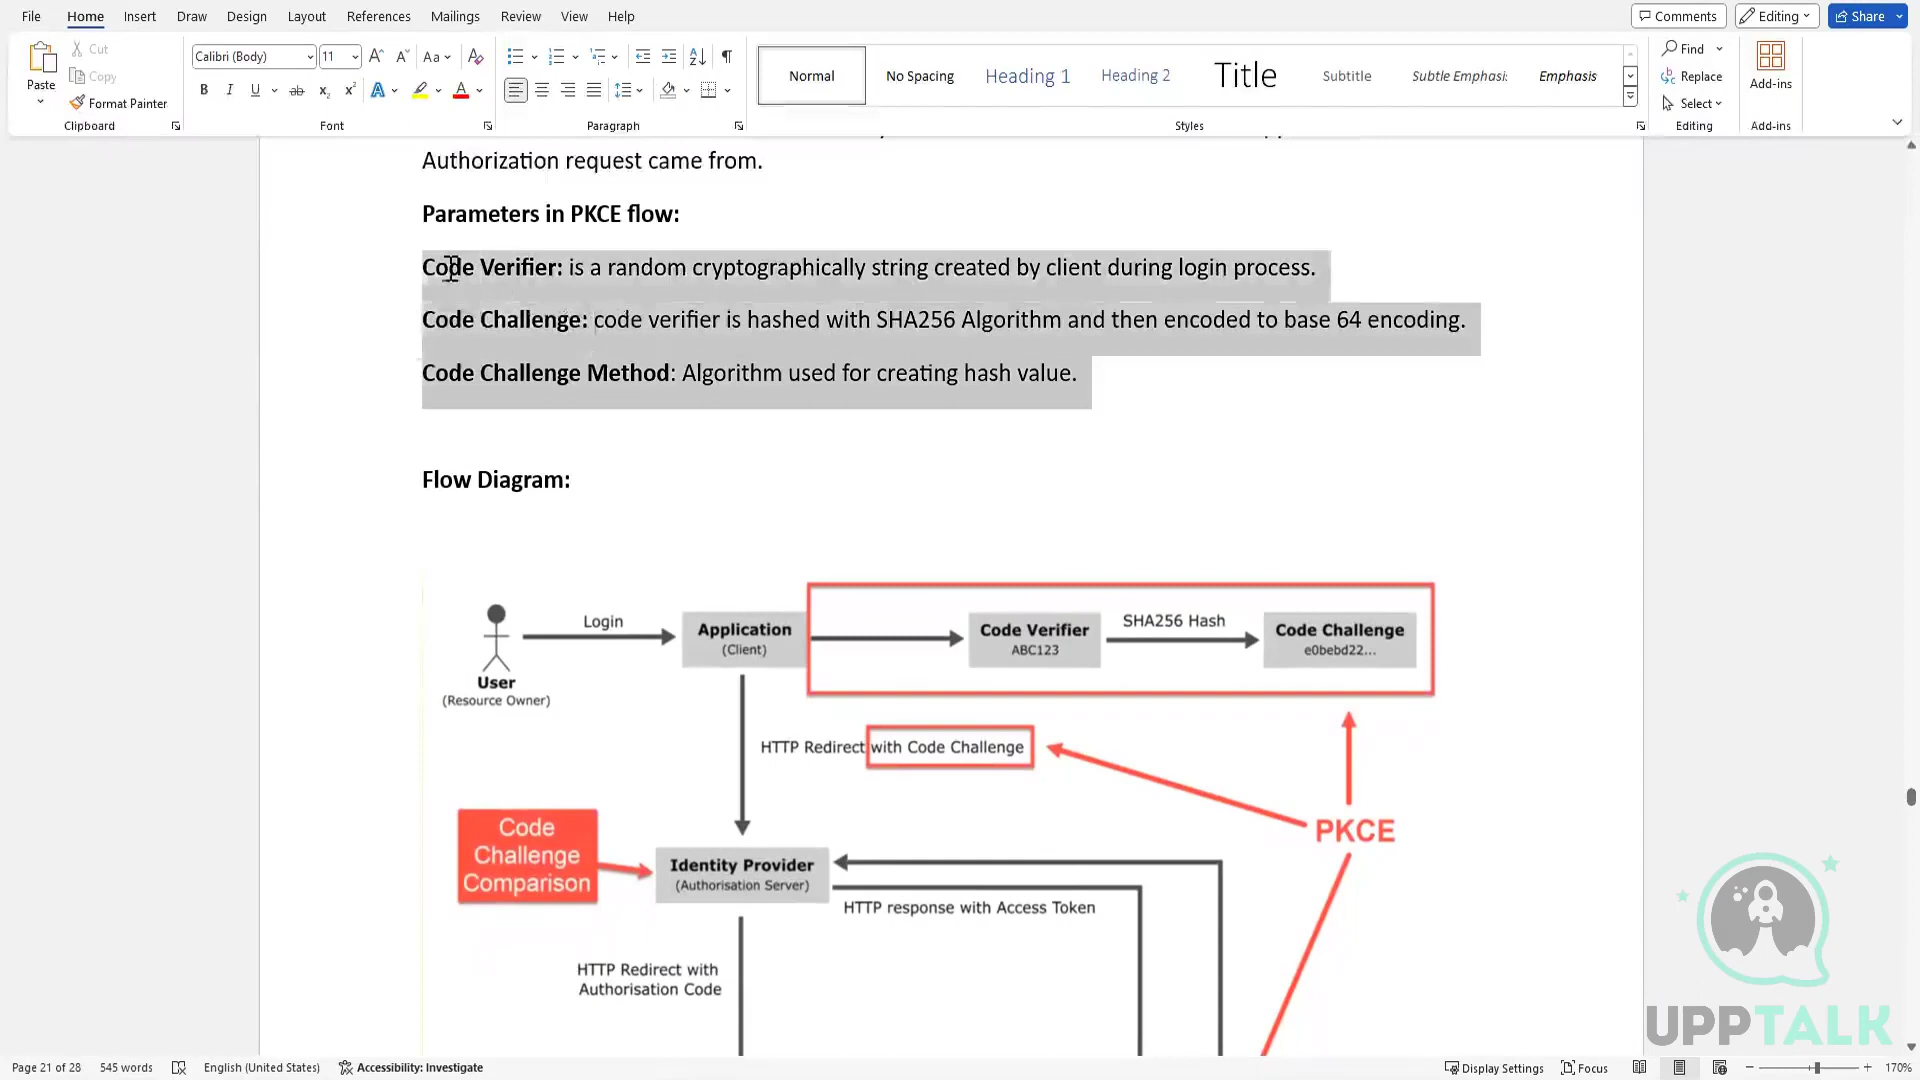 File Home Insert Draw Design Layout References Mailings Review View Help Comments Editing Share
Paste Cut Copy Format Painter Clipboard
Calibri (Body) 11 Font
Paragraph
Normal No Spacing Heading 1 Heading 2 Title Subtitle Subtle Emphasi: Emphasis Styles
Find Replace Select Editing
Add-ins Add-ins
Authorization request came from.
Parameters in PKCE flow:
Code Verifier: is a random cryptographically string created by client during login process.
Code Challenge: code verifier is hashed with SHA256 Algorithm and then encoded to base 64 encoding.
Code Challenge Method: Algorithm used for creating hash value.
Flow Diagram:
Login
User
(Resource Owner)
Application
(Client)
Code Verifier
ABC123
SHA256 Hash
Code Challenge
e0bebd22...
HTTP Redirect with Code Challenge
PKCE
Code
Challenge
Comparison
Identity Provider
(Authorisation Server)
HTTP response with Access Token
HTTP Redirect with
Authorisation Code
UPPTALK
Page 21 of 28 545 words English (United States) Accessibility: Investigate Display Settings Focus 170%